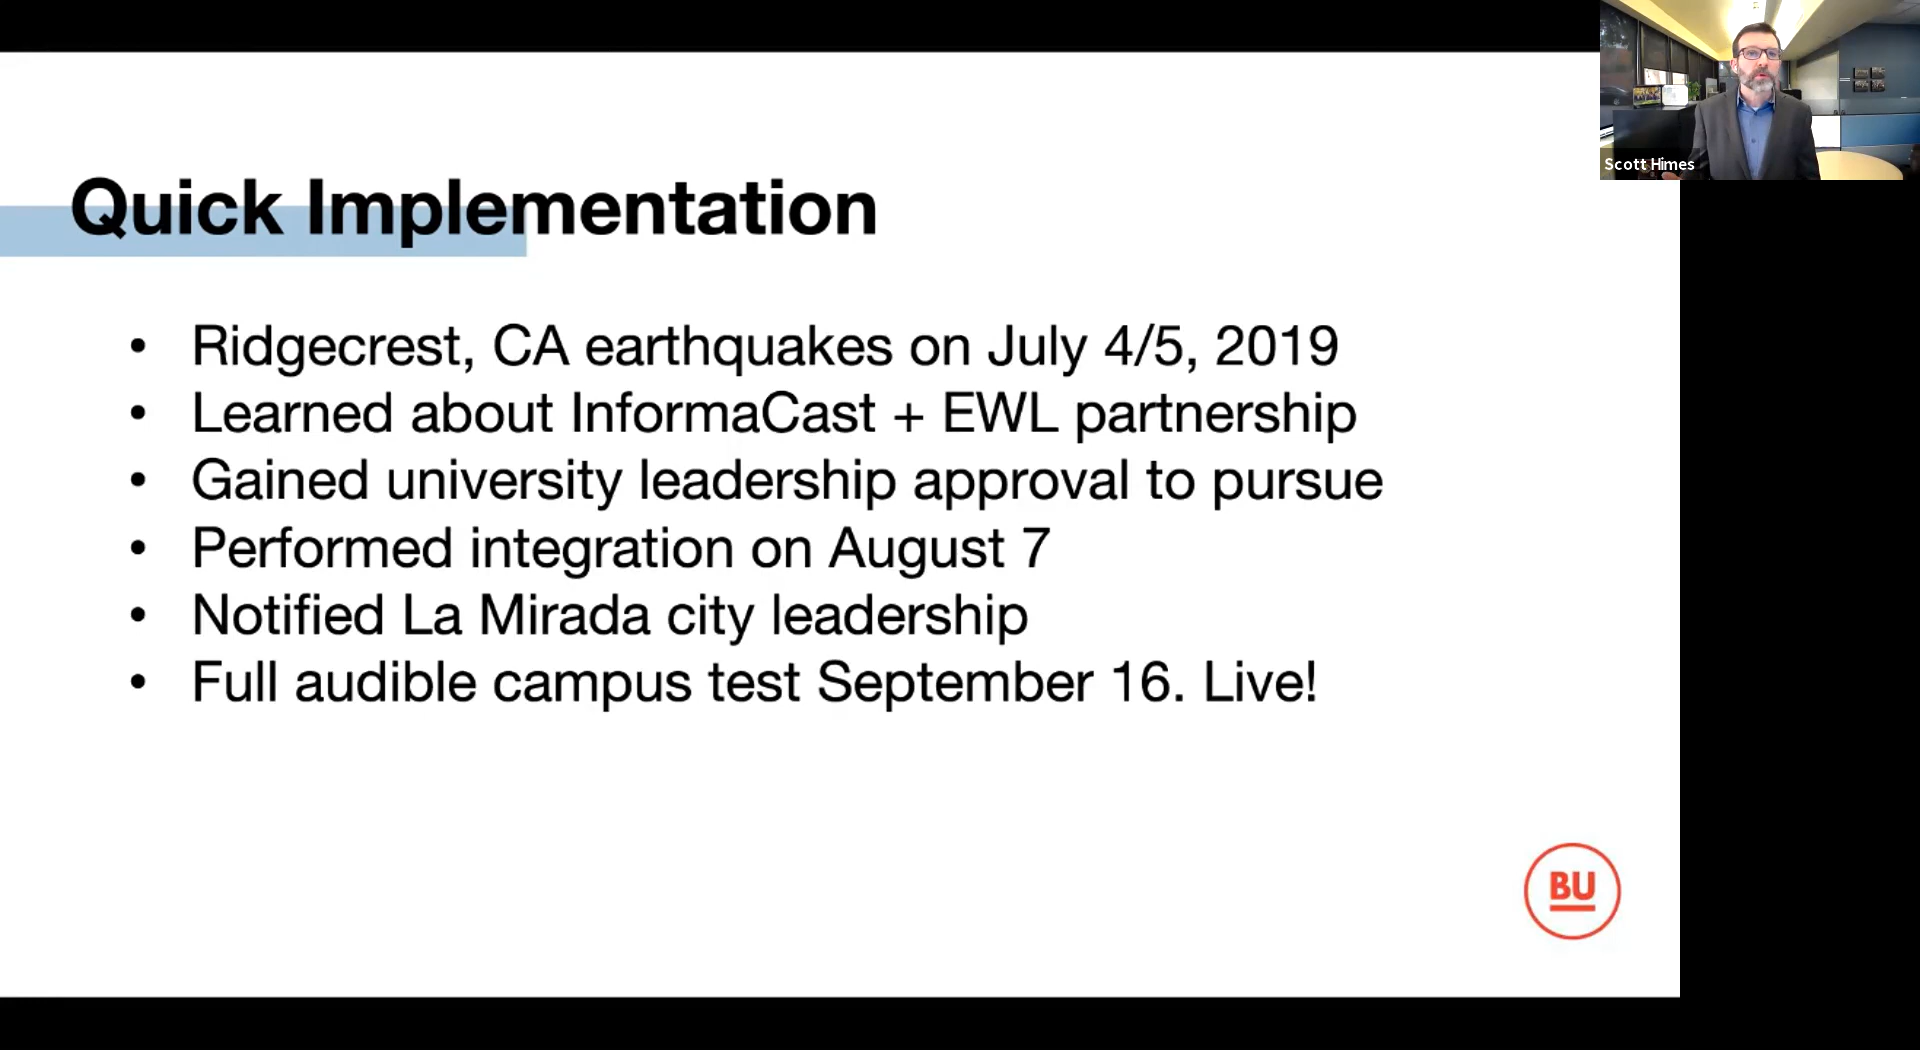 Scott Himes
Quick Implementation
• Ridgecrest, CA earthquakes on July 4/5, 2019
• Learned about InformaCast + EWL partnership
• Gained university leadership approval to pursue
• Performed integration on August 7
• Notified La Mirada city leadership
• Full audible campus test September 16. Live!
BU